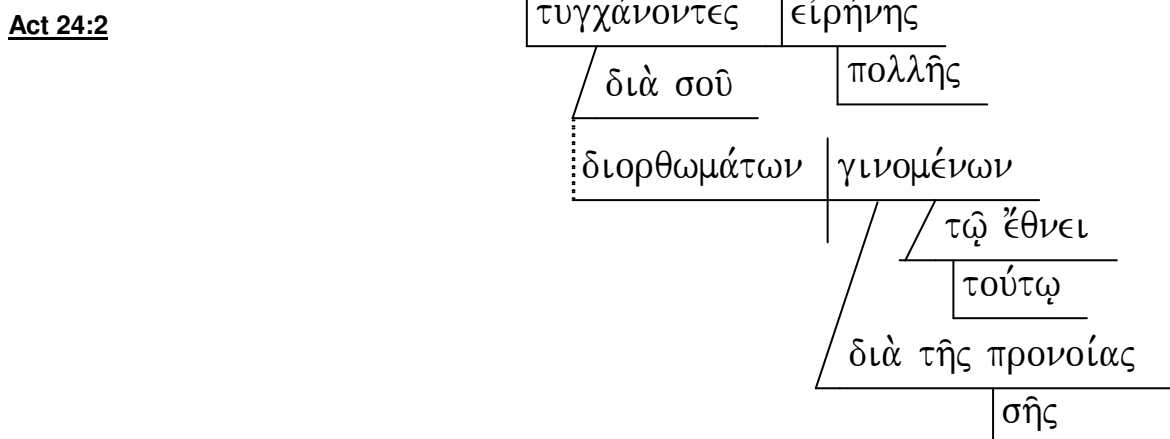 Act 24:2
τυγχάνοντες εἰρήνης
διὰ σοῦ πολλῆς
διορθωμάτων γινομένων
τῷ ἔθνει
τούτῳ
διὰ τῆς προνοίας
σῆς